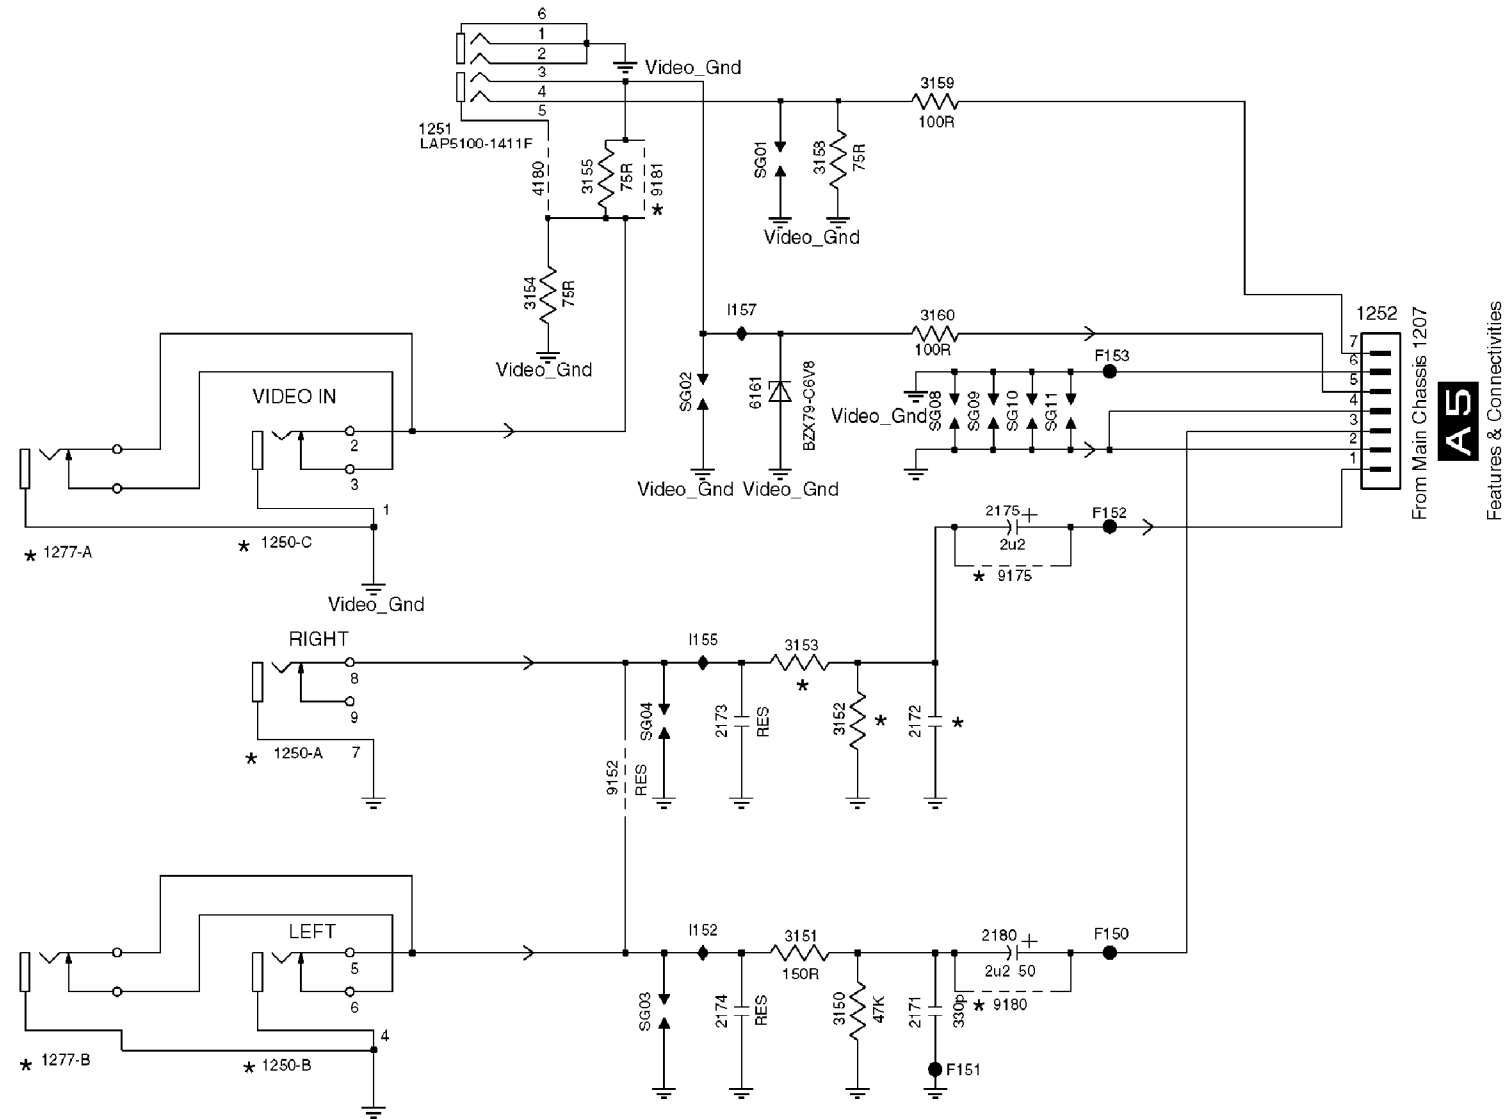 6
1
2
3
4
5
Video_Gnd
1251
LAP5100-1411F
4180
3155
75R
9181
*
3154
75R
Video_Gnd
3159
100R
SG01
3158
75R
Video_Gnd
I157
3160
100R
SG02
6161
BZX79-C6V8
Video_Gnd
Video_Gnd
F153
Video_Gnd
SG08
SG09
SG10
SG11
1252
7
6
5
4
3
2
1
From Main Chassis 1207
A5
Features & Connectivities
VIDEO IN
2
3
1
* 1277-A
* 1250-C
Video_Gnd
2175 +
2u2
F152
* 9175
RIGHT
8
9
7
* 1250-A
I155
3153
*
SG04
2173
RES
3152
*
2172
*
9152
RES
LEFT
5
6
4
* 1277-B
* 1250-B
I152
3151
150R
SG03
2174
RES
3150
47K
2171
330p
F151
2180 +
2u2 50
* 9180
F150